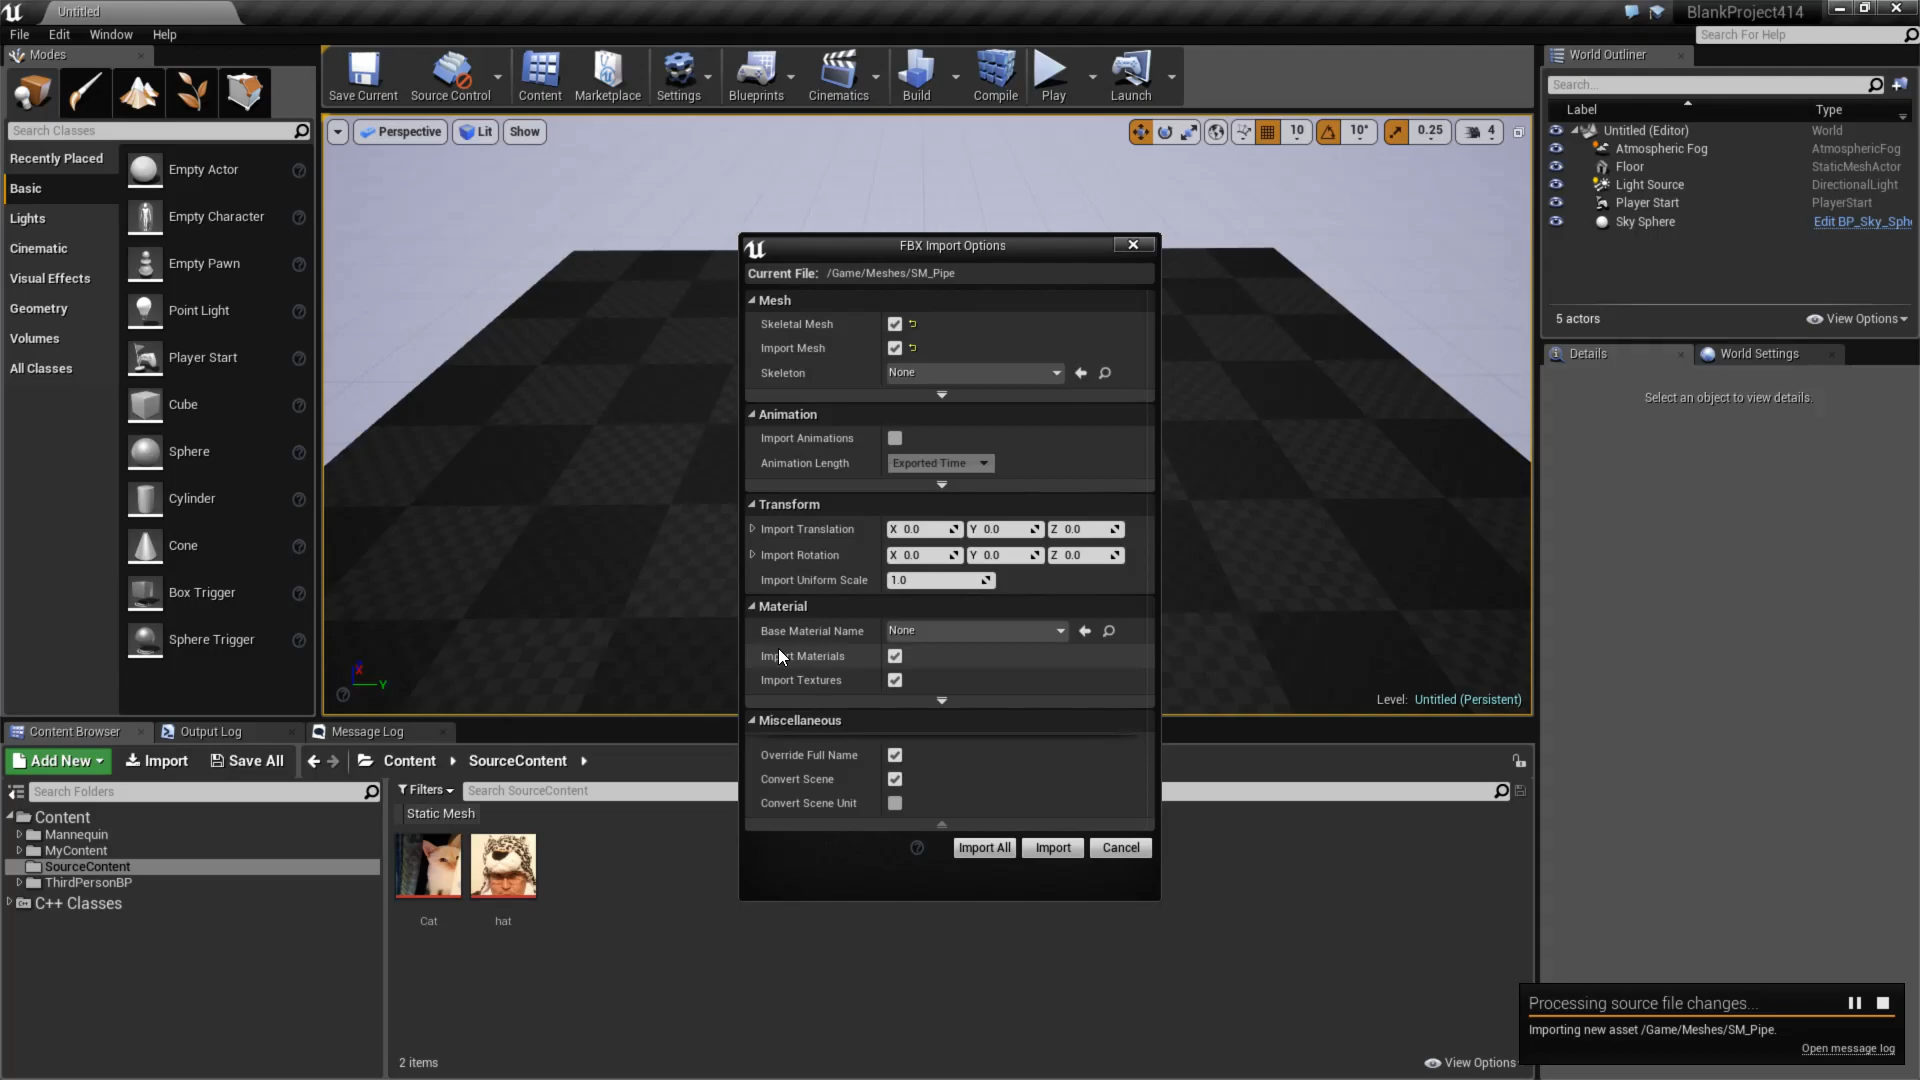 Untitled
BlankProject414
File Edit Window Help
Search For Help
Modes
Save Current Source Control Content Marketplace Settings Blueprints Cinematics Build Compile Play Launch
World Outliner
Search...
Label Type
Untitled (Editor) World
Atmospheric Fog AtmosphericFog
Floor StaticMeshActor
Light Source DirectionalLight
Player Start PlayerStart
Sky Sphere Edit BP_Sky_Sph
5 actors View Options
Details World Settings
Select an object to view details.
Search Classes
Recently Placed
Basic
Lights
Cinematic
Visual Effects
Geometry
Volumes
All Classes
Empty Actor
Empty Character
Empty Pawn
Point Light
Player Start
Cube
Sphere
Cylinder
Cone
Box Trigger
Sphere Trigger
Perspective Lit Show
10 10° 0.25 4
X
Y
Level: Untitled (Persistent)
FBX Import Options
Current File: /Game/Meshes/SM_Pipe
Mesh
Skeletal Mesh
Import Mesh
Skeleton None
Animation
Import Animations
Animation Length Exported Time
Transform
Import Translation X 0.0 Y 0.0 Z 0.0
Import Rotation X 0.0 Y 0.0 Z 0.0
Import Uniform Scale 1.0
Material
Base Material Name None
Import Materials
Import Textures
Miscellaneous
Override Full Name
Convert Scene
Convert Scene Unit
Import All Import Cancel
Content Browser Output Log Message Log
Add New Import Save All Content SourceContent
Search Folders
Filters Search SourceContent
Static Mesh
Content
Mannequin
MyContent
SourceContent
ThirdPersonBP
C++ Classes
Cat hat
2 items
View Options
Processing source file changes...
Importing new asset /Game/Meshes/SM_Pipe.
Open message log